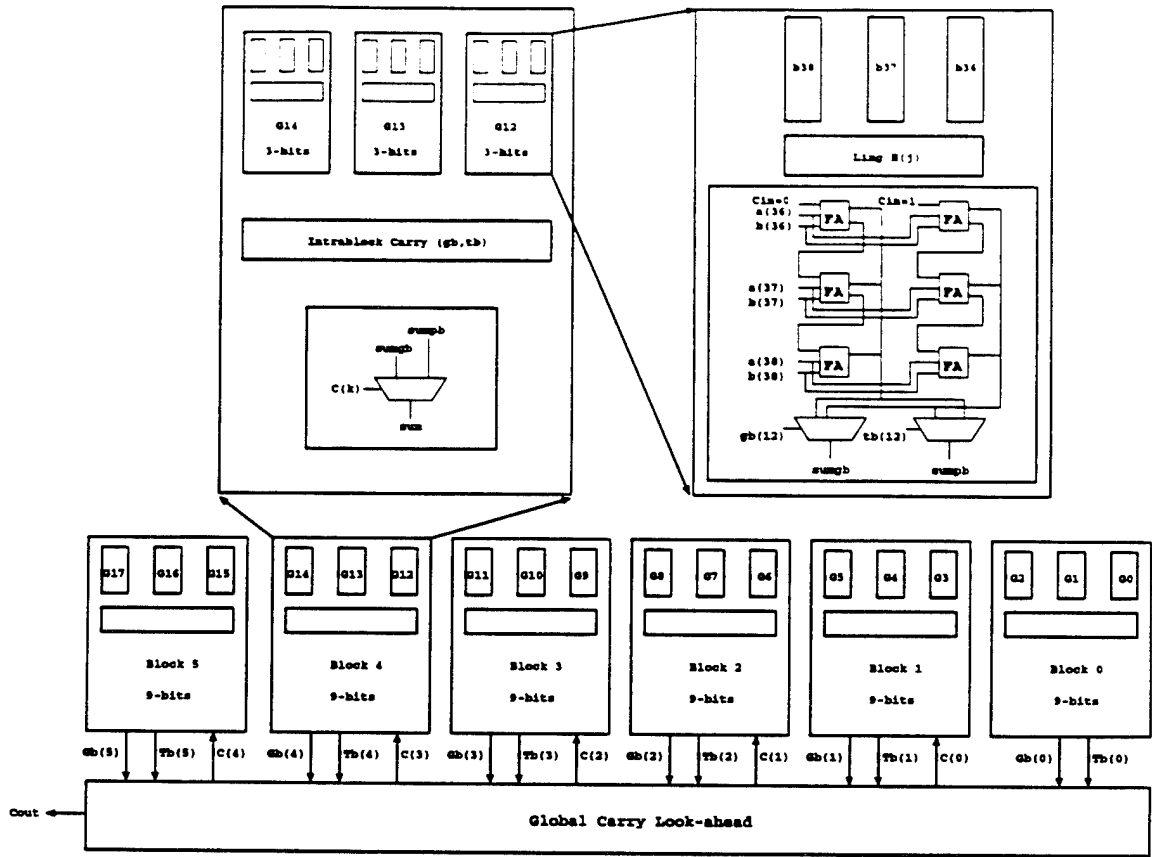 G14
3-bits
G13
3-bits
G12
3-bits
Intrablock Carry (gb,tb)
sumpb
sumgb
C(k)
sum
b38
b37
b36
Ling H(j)
Cin=0
a(36)
b(36)
FA
Cin=1
FA
a(37)
b(37)
FA
FA
a(38)
b(38)
FA
FA
gb(12)
tb(12)
sumgb
sumpb
G17 G16 G15
Block 5
9-bits
G14 G13 G12
Block 4
9-bits
G11 G10 G9
Block 3
9-bits
G8 G7 G6
Block 2
9-bits
G5 G4 G3
Block 1
9-bits
G2 G1 G0
Block 0
9-bits
Gb(5) Tb(5) C(4) Gb(4) Tb(4) C(3) Gb(3) Tb(3) C(2) Gb(2) Tb(2) C(1) Gb(1) Tb(1) C(0) Gb(0) Tb(0)
Cout
Global Carry Look-ahead